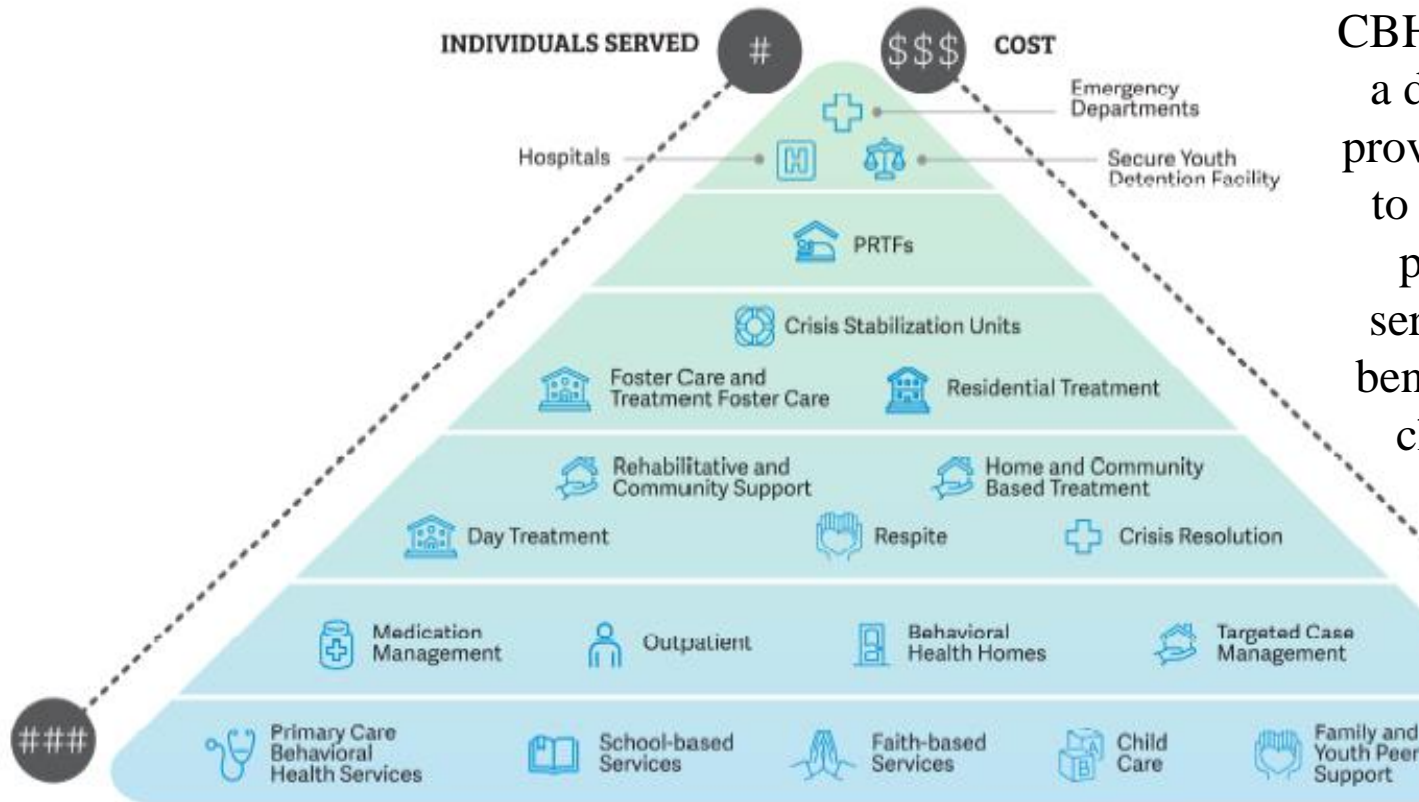 INDIVIDUALS SERVED
#
$$$
COST
Emergency
Departments
Hospitals
H
Secure Youth
Detention Facility
PRTFs
Crisis Stabilization Units
Foster Care and
Treatment Foster Care
Residential Treatment
Rehabilitative and
Community Support
Home and Community
Based Treatment
Day Treatment
Respite
Crisis Resolution
Medication
Management
Outpatient
Behavioral
Health Homes
Targeted Case
Management
###
Primary Care
Behavioral
Health Services
School-based
Services
Faith-based
Services
A
B
Child
Care
Family and
Youth Peer
Support
CBH
a d
prov
to
p
ser
ben
cl